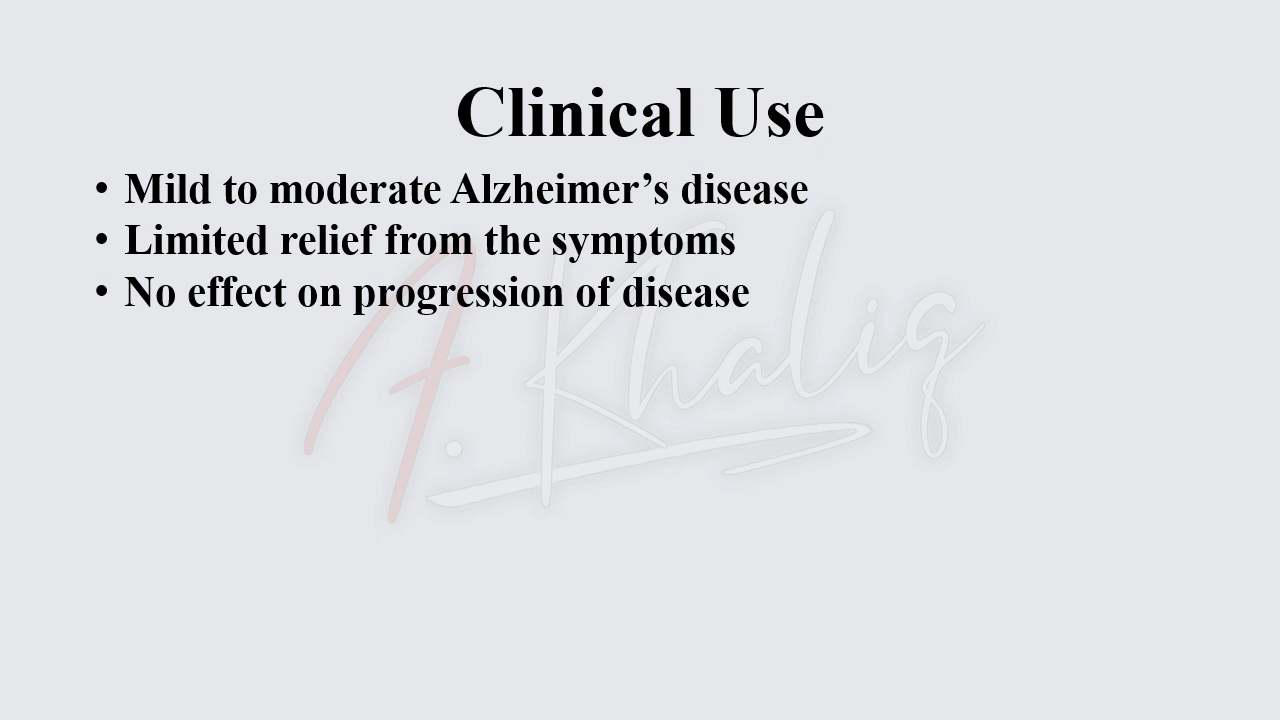 Clinical Use
• Mild to moderate Alzheimer’s disease
• Limited relief from the symptoms
• No effect on progression of disease
A. Khaliq